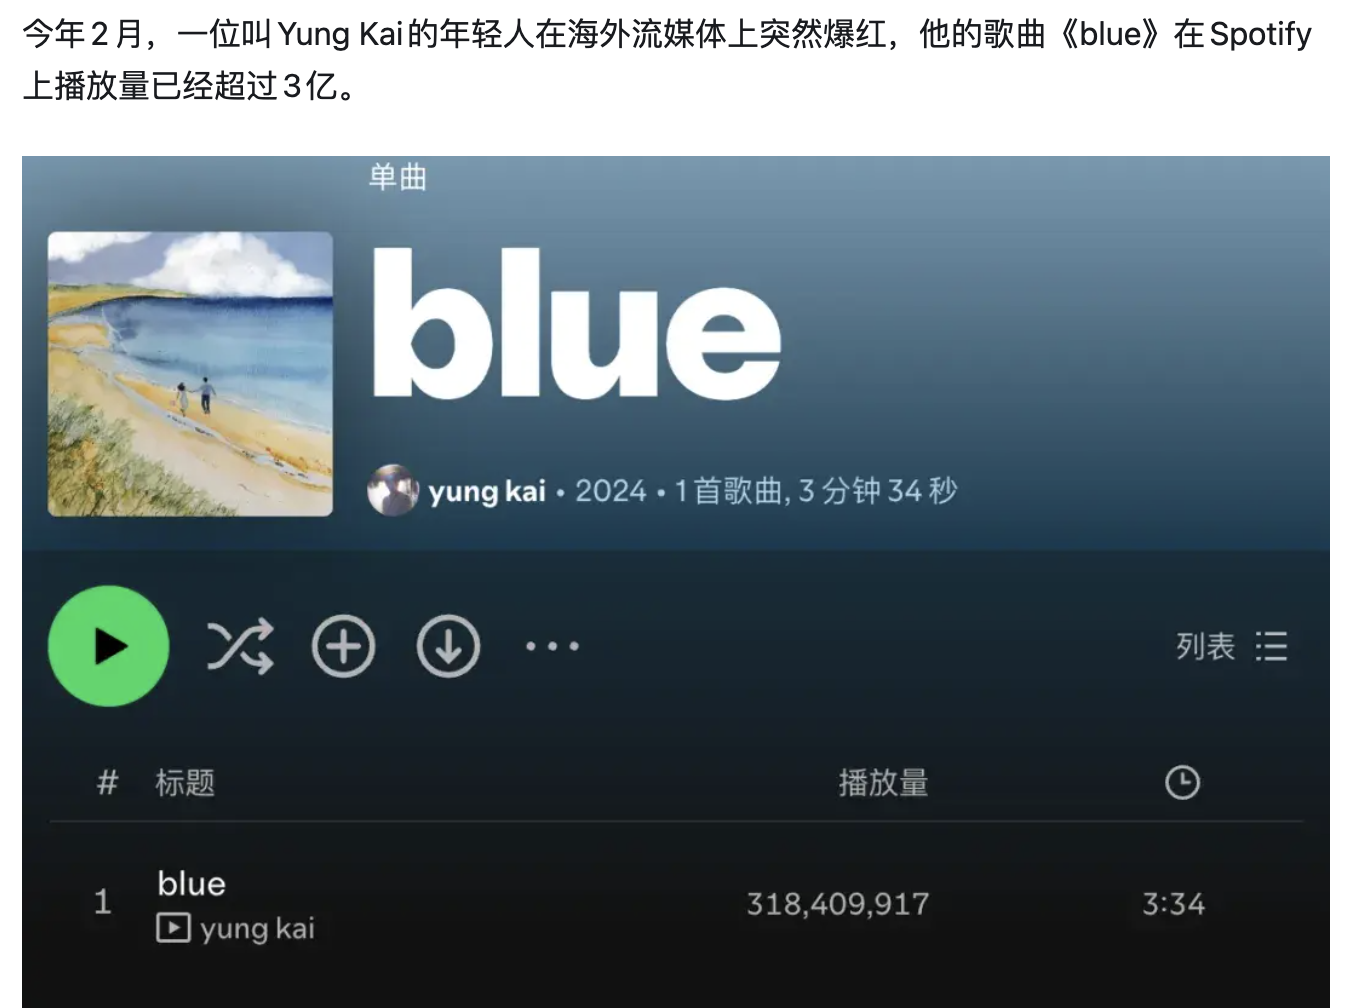 今年2月，一位叫Yung Kai的年轻人在海外流媒体上突然爆红，他的歌曲《blue》在Spotify
上播放量已经超过3亿。
单曲
blue
yung kai • 2024 • 1 首歌曲, 3 分钟 34 秒
列表
# 标题 播放量
1 blue 318,409,917 3:34
yung kai